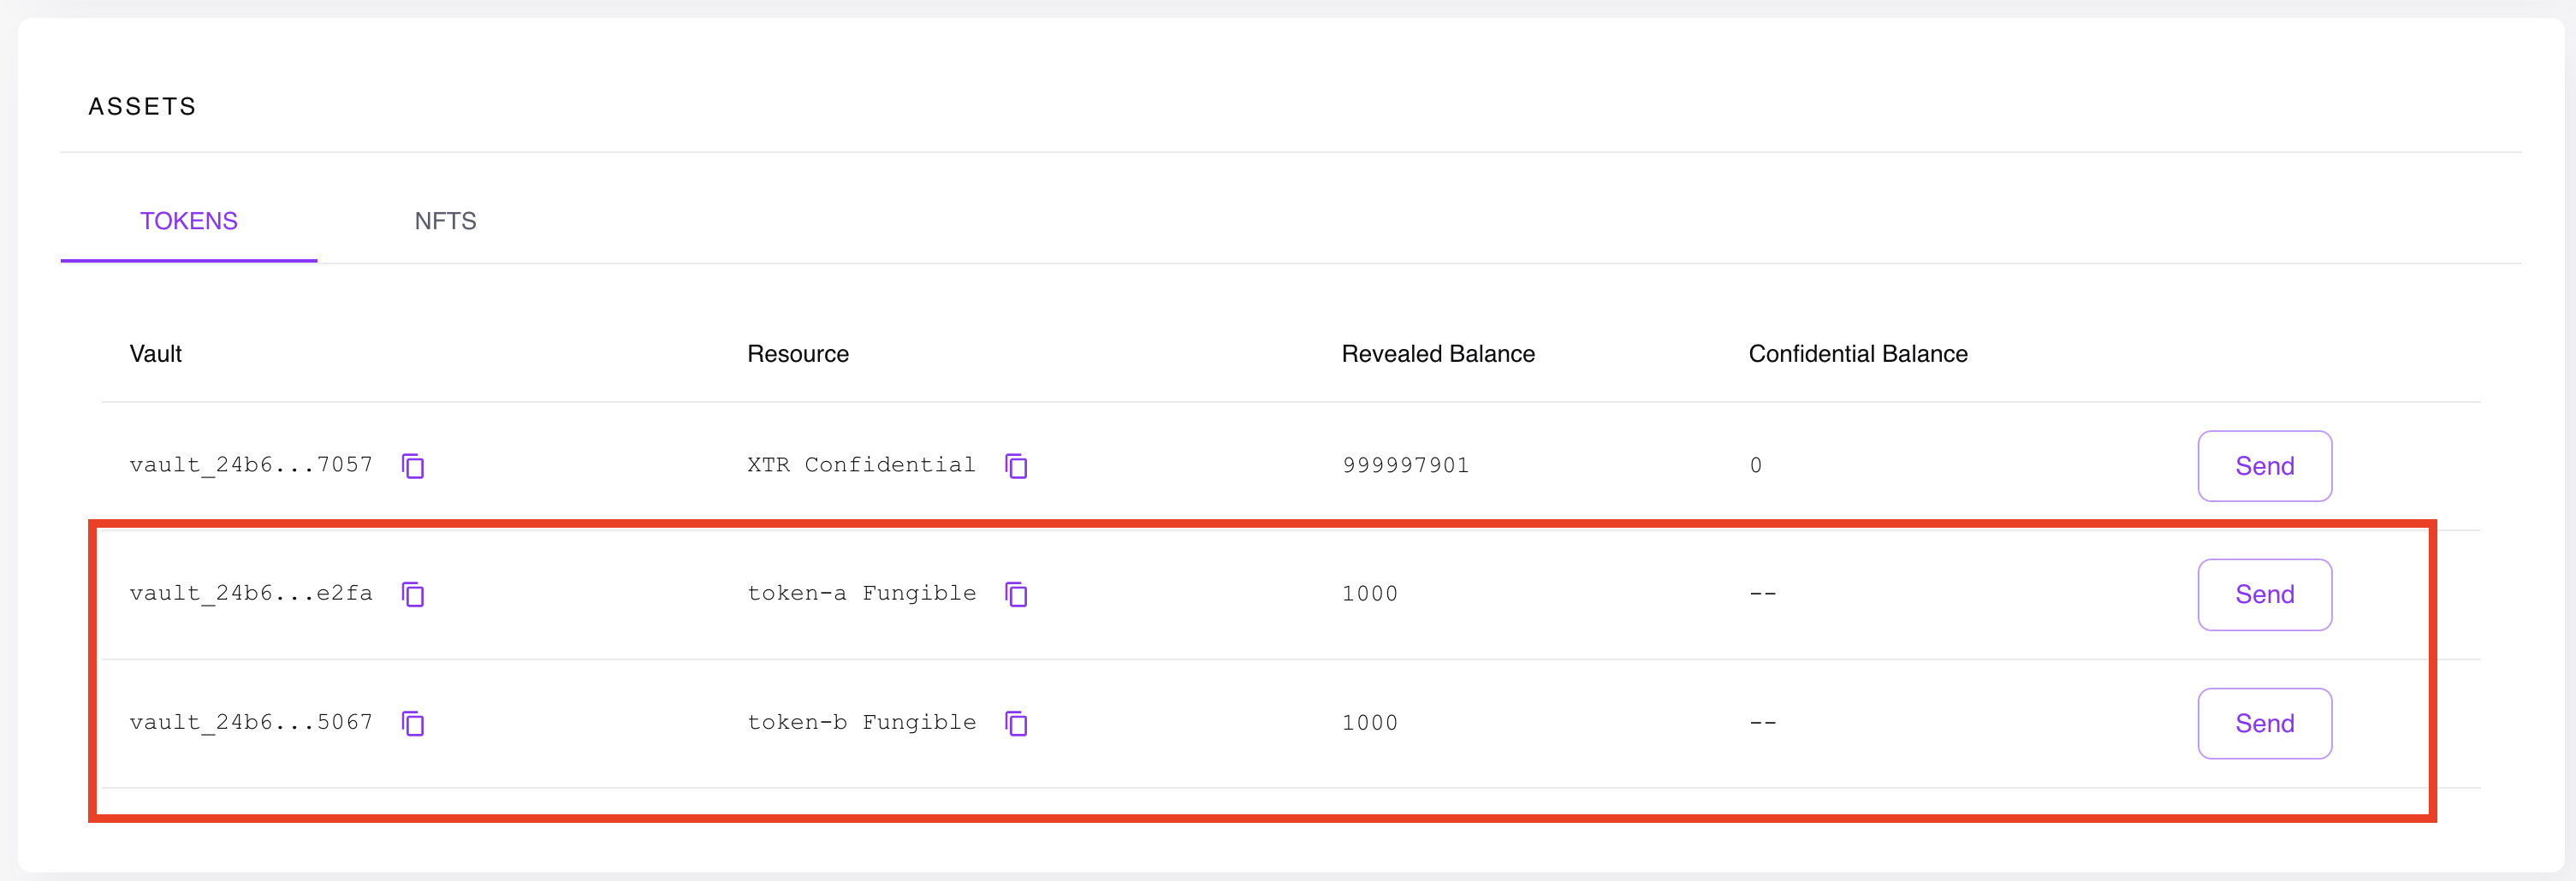 ASSETS
TOKENS NFTS
Vault Resource Revealed Balance Confidential Balance
vault_24b6...7057 XTR Confidential 999997901 0 Send
vault_24b6...e2fa token-a Fungible 1000 -- Send
vault_24b6...5067 token-b Fungible 1000 -- Send